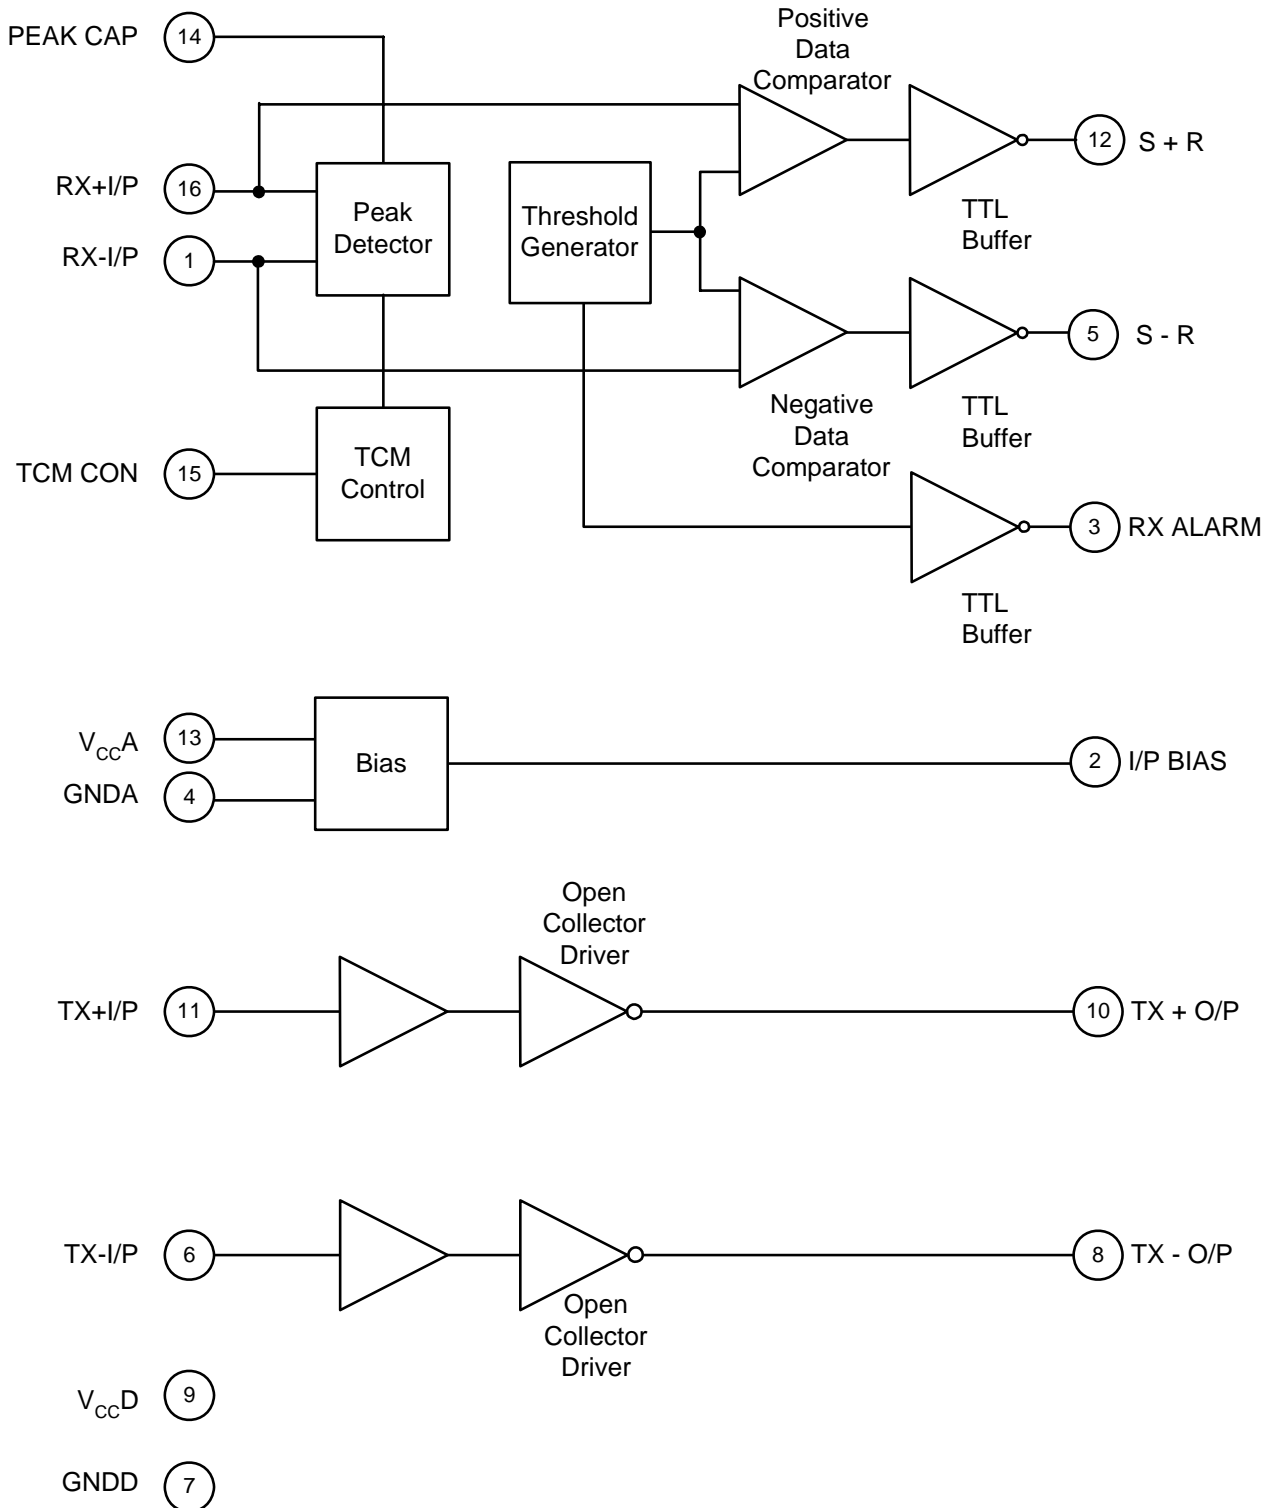 PEAK CAP 14
Positive
Data
Comparator
12 S + R
RX+I/P 16
Peak
Detector
Threshold
Generator
TTL
Buffer
RX-I/P 1
5 S - R
Negative
Data
Comparator
TTL
Buffer
TCM CON 15
TCM
Control
3 RX ALARM
TTL
Buffer
VCCA 13
GNDA 4
Bias
2 I/P BIAS
Open
Collector
Driver
TX+I/P 11
10 TX + O/P
TX-I/P 6
8 TX - O/P
Open
Collector
Driver
VCCD 9
GNDD 7